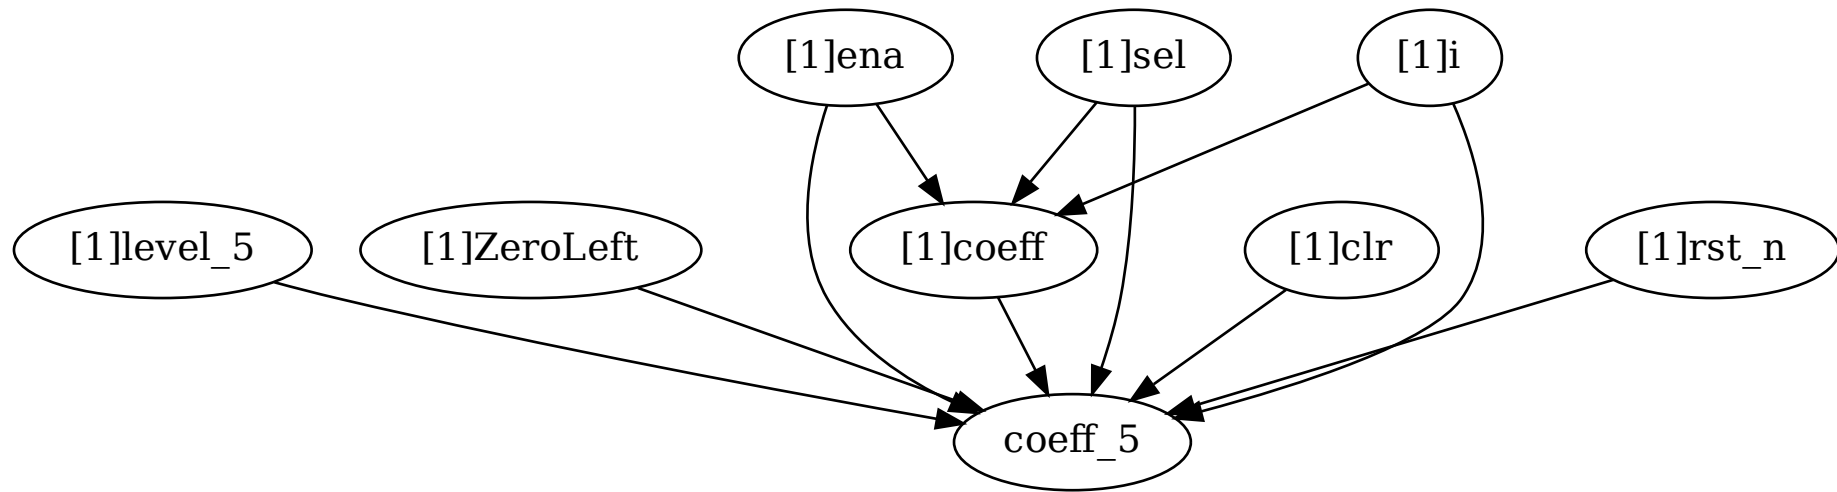 [1]ena
[1]sel
[1]i
[1]level_5
[1]ZeroLeft
[1]coeff
[1]clr
[1]rst_n
coeff_5